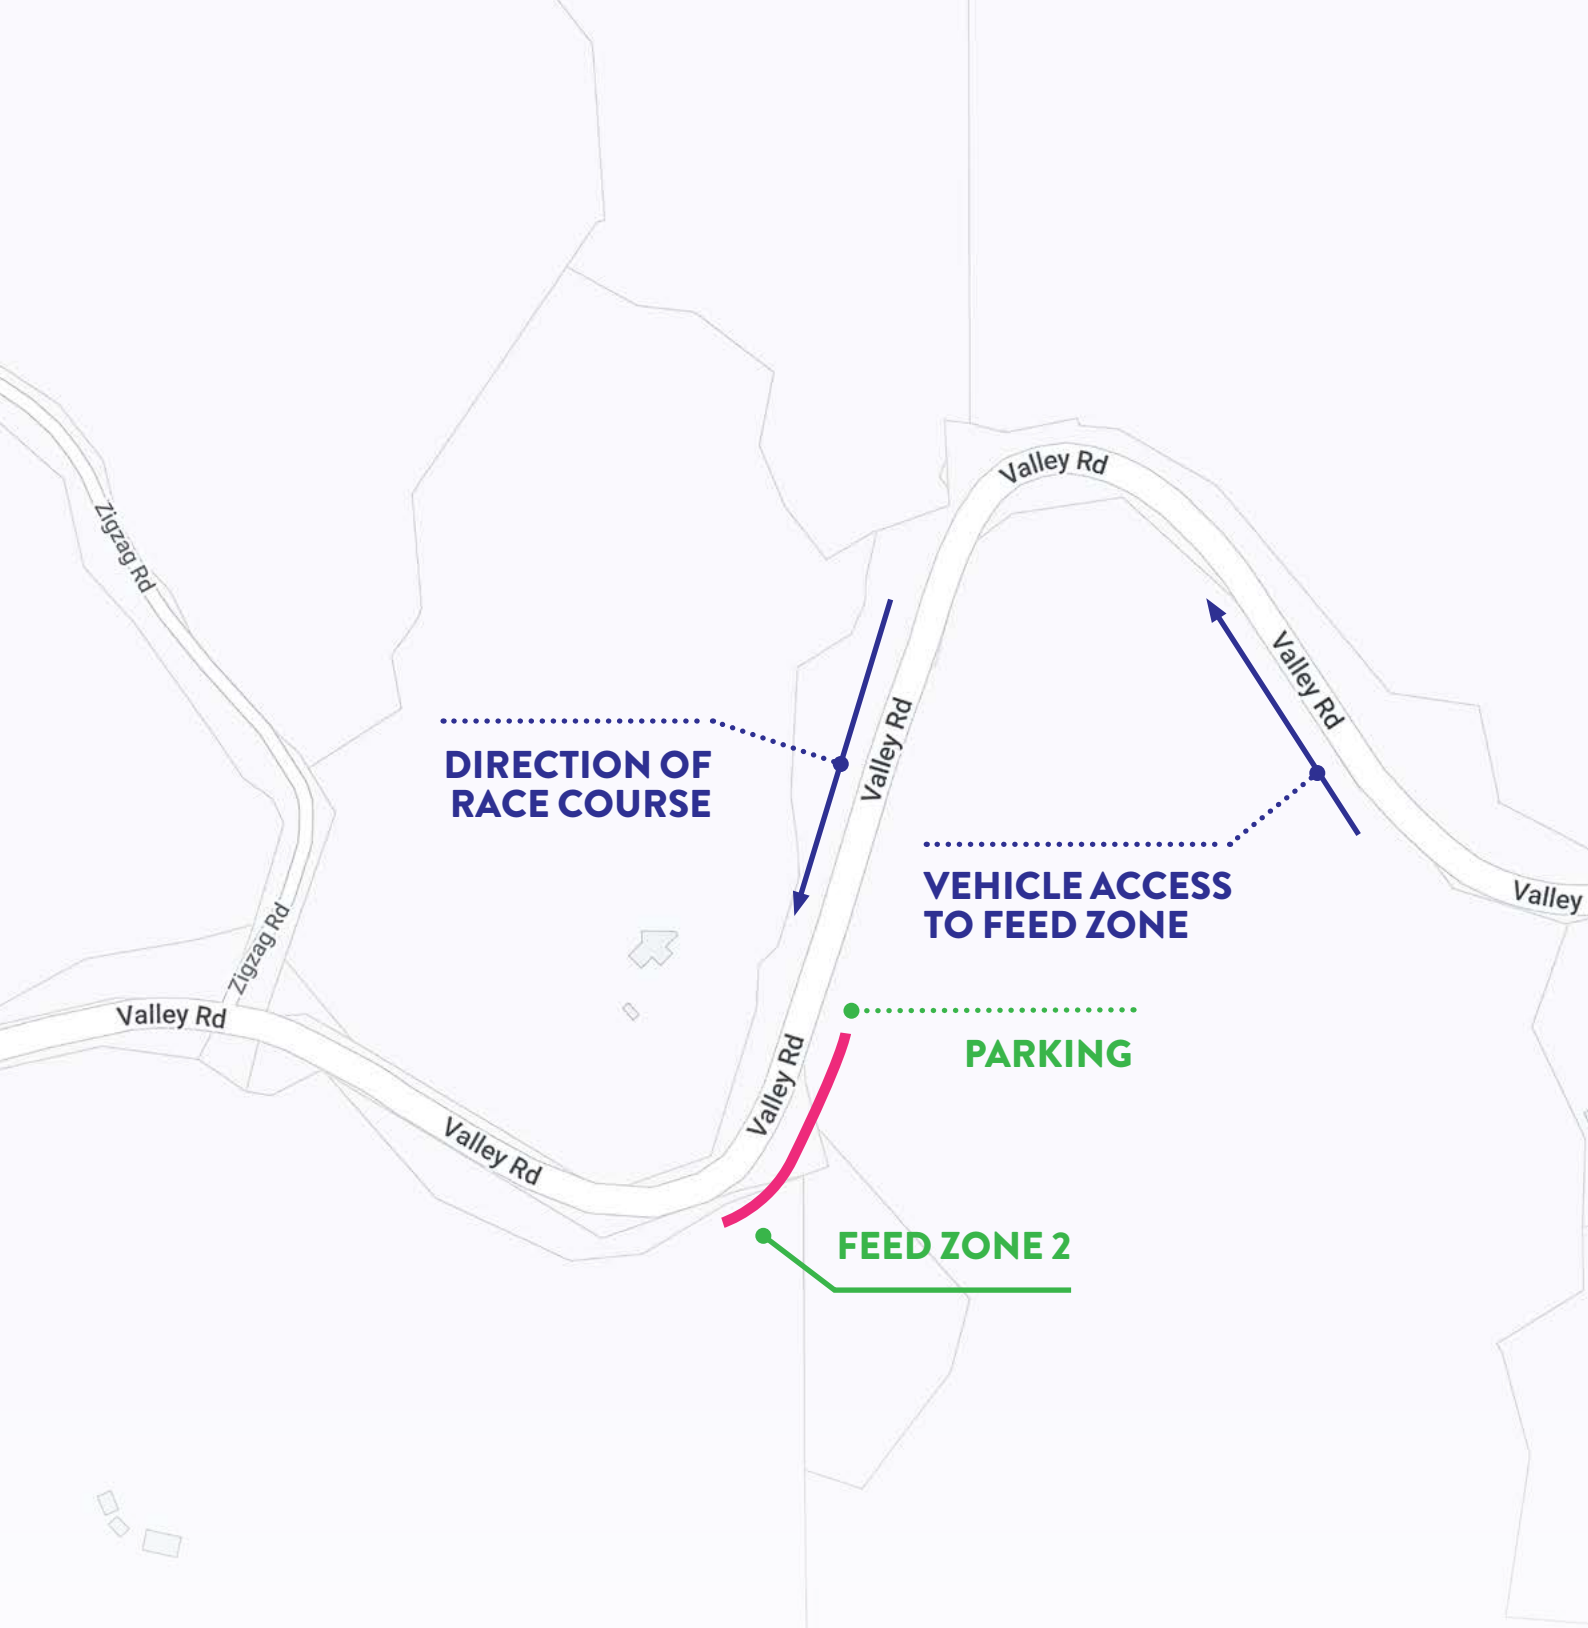 Valley Rd
Zigzag Rd
Valley Rd
Valley Rd
DIRECTION OF
RACE COURSE
VEHICLE ACCESS
TO FEED ZONE
Valley
Zigzag Rd
Valley Rd
PARKING
Valley Rd
Valley Rd
FEED ZONE 2